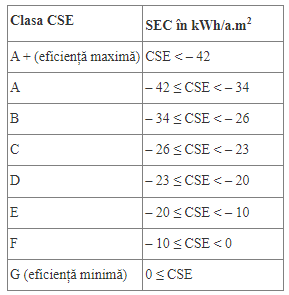 Clasa CSE SEC în kWh/a.m²
A + (eficiență maximă) CSE < – 42
A – 42 ≤ CSE < – 34
B – 34 ≤ CSE < – 26
C – 26 ≤ CSE < – 23
D – 23 ≤ CSE < – 20
E – 20 ≤ CSE < – 10
F – 10 ≤ CSE < 0
G (eficiență minimă) 0 ≤ CSE